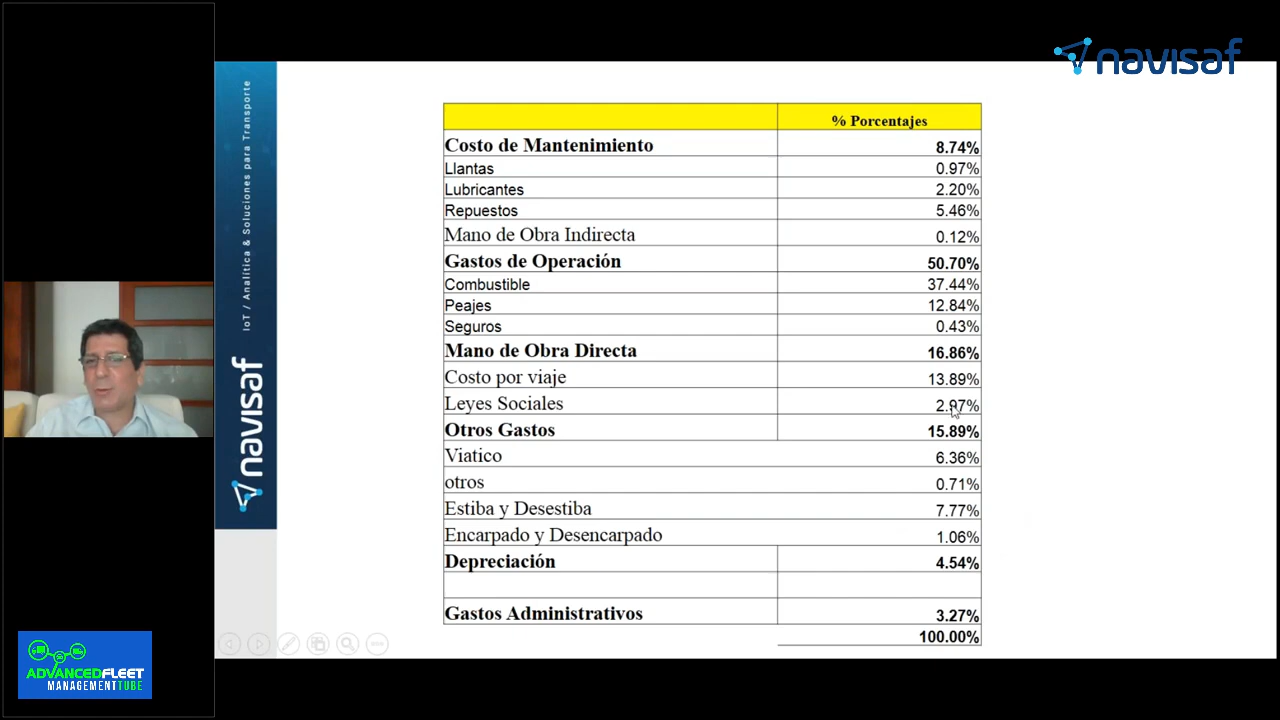 navisaf
IoT / Analítica & Soluciones para Transporte
navisaf
% Porcentajes
Costo de Mantenimiento 8.74%
Llantas 0.97%
Lubricantes 2.20%
Repuestos 5.46%
Mano de Obra Indirecta 0.12%
Gastos de Operación 50.70%
Combustible 37.44%
Peajes 12.84%
Seguros 0.43%
Mano de Obra Directa 16.86%
Costo por viaje 13.89%
Leyes Sociales 2.97%
Otros Gastos 15.89%
Viatico 6.36%
otros 0.71%
Estiba y Desestiba 7.77%
Encarpado y Desencarpado 1.06%
Depreciación 4.54%
Gastos Administrativos 3.27%
100.00%
ADVANCEDFLEET
MANAGEMENTTUBE